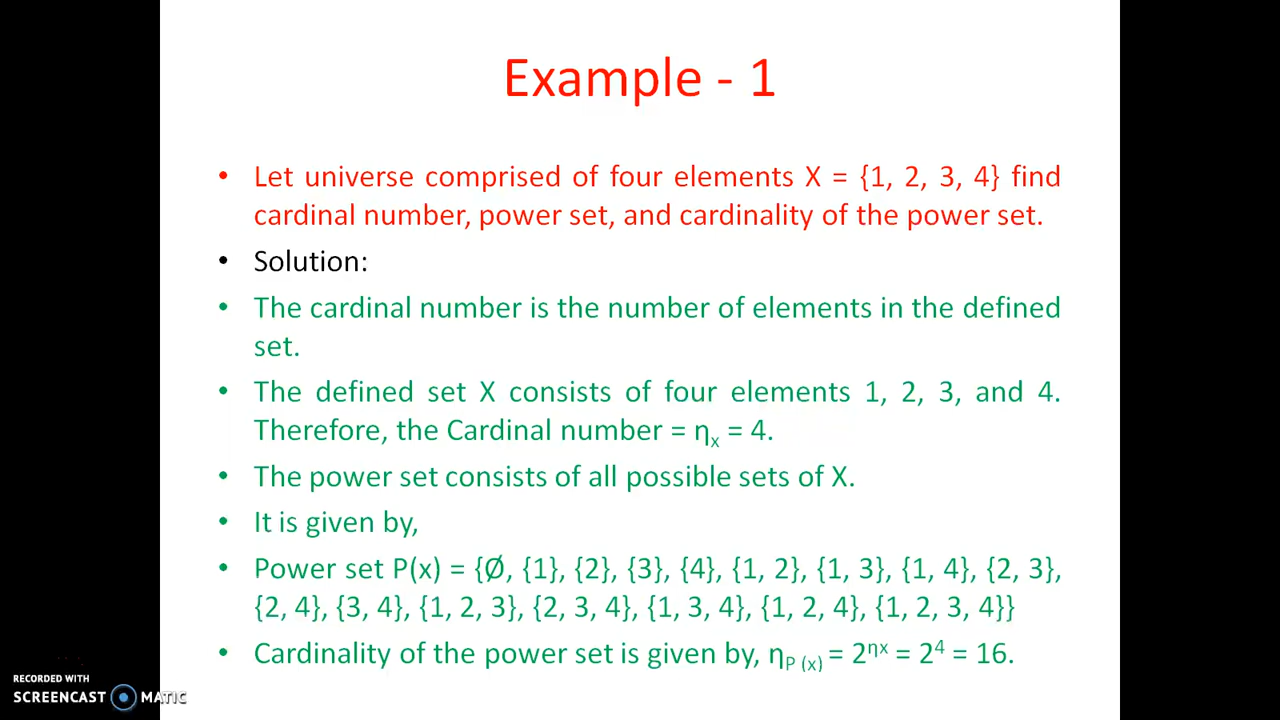 Example - 1
• Let universe comprised of four elements X = {1, 2, 3, 4} find
cardinal number, power set, and cardinality of the power set.
• Solution:
• The cardinal number is the number of elements in the defined
set.
• The defined set X consists of four elements 1, 2, 3, and 4.
Therefore, the Cardinal number = ηₓ = 4.
• The power set consists of all possible sets of X.
• It is given by,
• Power set P(x) = {Ø, {1}, {2}, {3}, {4}, {1, 2}, {1, 3}, {1, 4}, {2, 3},
{2, 4}, {3, 4}, {1, 2, 3}, {2, 3, 4}, {1, 3, 4}, {1, 2, 4}, {1, 2, 3, 4}}
• Cardinality of the power set is given by, η_P (x) = 2^ηx = 2⁴ = 16.
RECORDED WITH
SCREENCAST MATIC